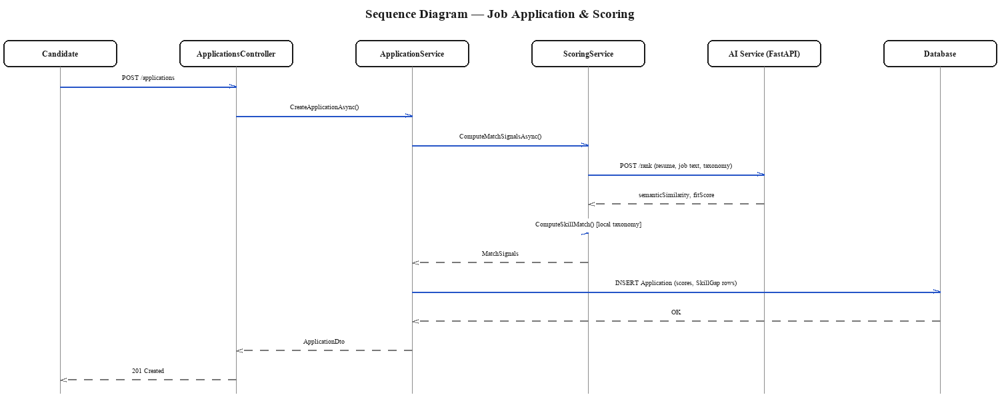 Sequence Diagram — Job Application & Scoring
Candidate
ApplicationsController
ApplicationService
ScoringService
AI Service (FastAPI)
Database
POST /applications
CreateApplicationAsync()
ComputeMatchSignalsAsync()
POST /rank (resume, job text, taxonomy)
semanticSimilarity, fitScore
ComputeSkillMatch() [local taxonomy]
MatchSignals
INSERT Application (scores, SkillGap rows)
OK
ApplicationDto
201 Created